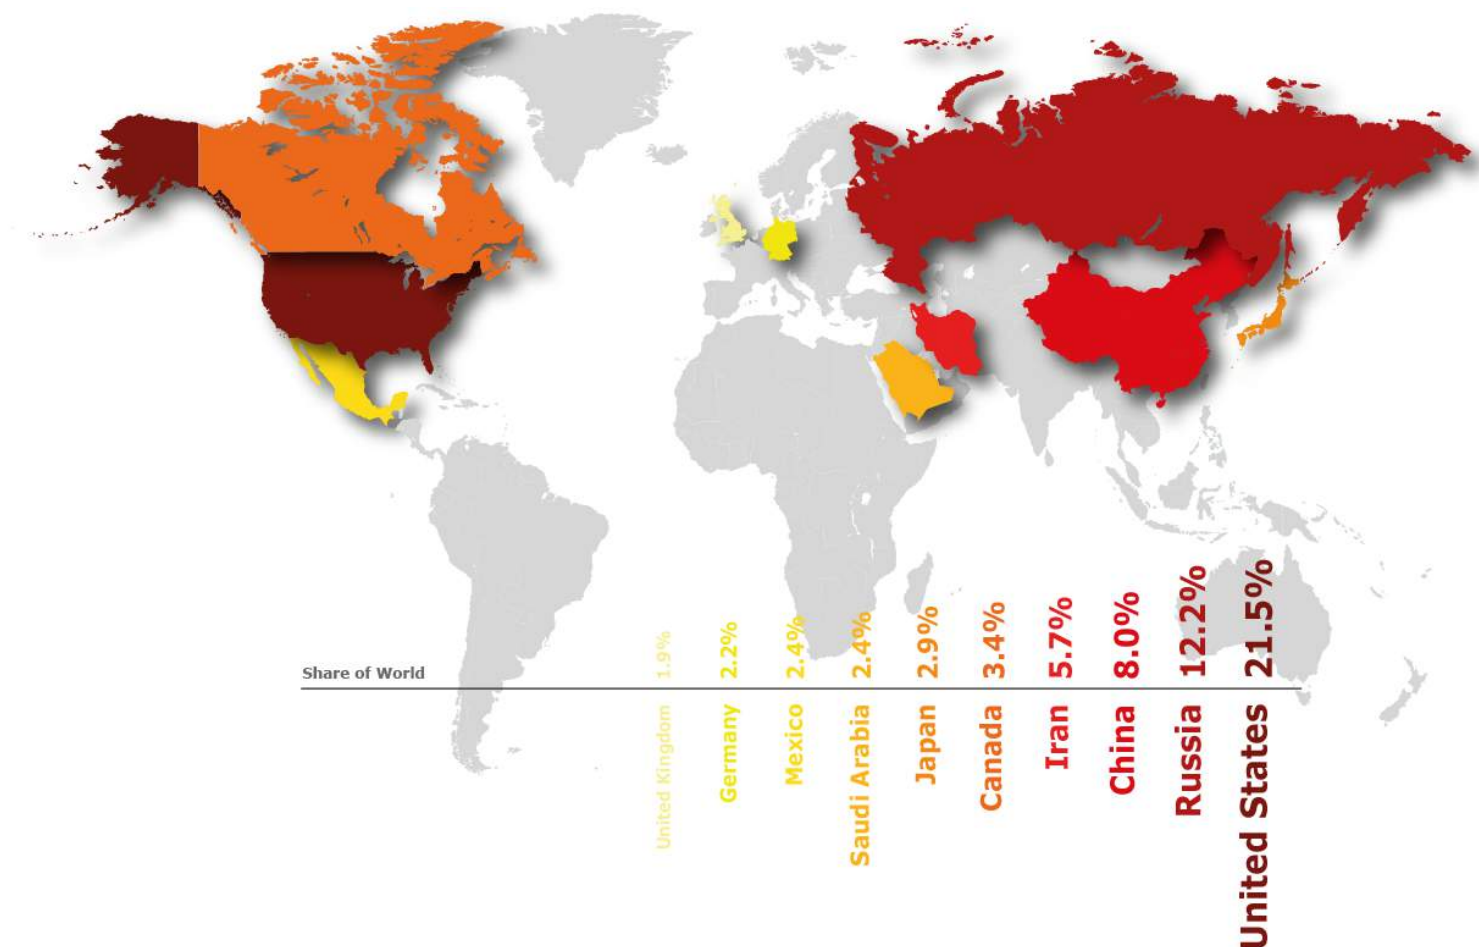 Share of World
1.9%
2.2%
2.4%
2.4%
2.9%
3.4%
5.7%
8.0%
12.2%
21.5%
United Kingdom
Germany
Mexico
Saudi Arabia
Japan
Canada
Iran
China
Russia
United States